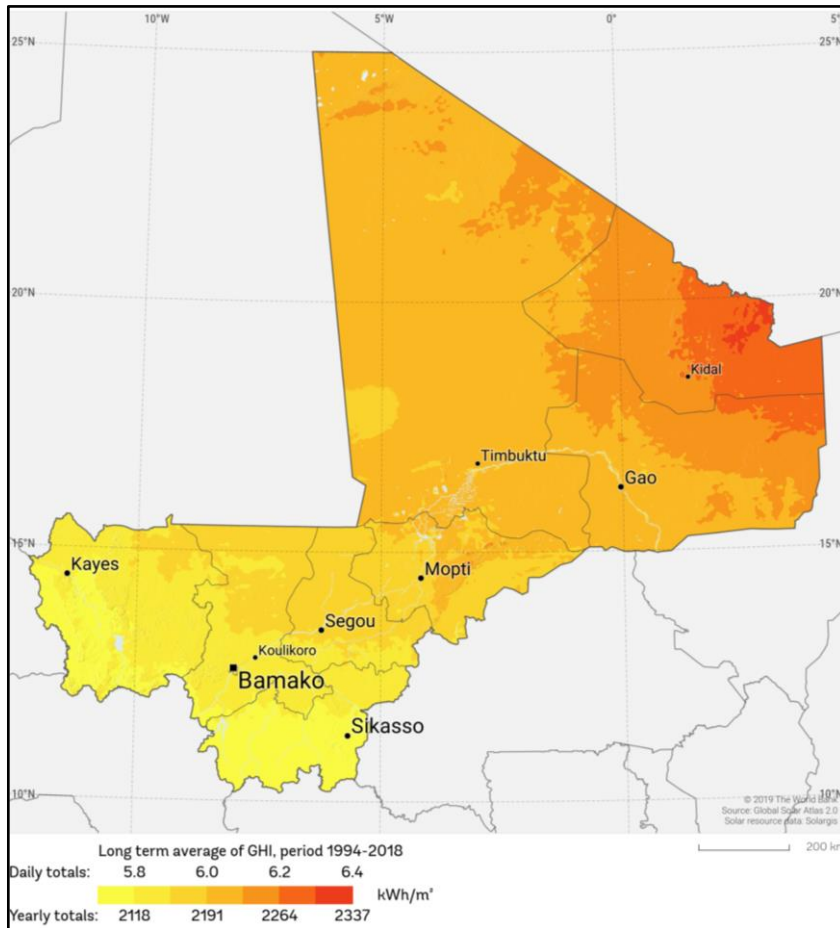 10°W 5°W 0° 5°
25°N
20°N 20°N
Kidal
Timbuktu
Gao
15°N 15°N
Kayes
Mopti
Segou
Koulikoro
Bamako
Sikasso
10°N 10°N
© 2019 The World Bank
Source: Global Solar Atlas 2.0
Solar resource data: Solargis
200 km
Long term average of GHI, period 1994-2018
Daily totals: 5.8 6.0 6.2 6.4
kWh/m²
Yearly totals: 2118 2191 2264 2337